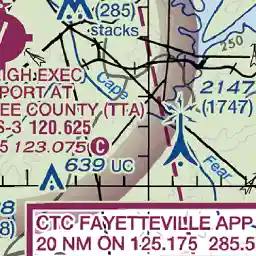 (285)
stacks
250
IGH EXEC)
Cape
PORT AT
2147
EE COUNTY (TTA)
(1747)
S-3 120.625
5 123.075 C
639 UC
Fear
8
8)
CTC FAYETTEVILLE APP
20 NM ON 125.175 285.5